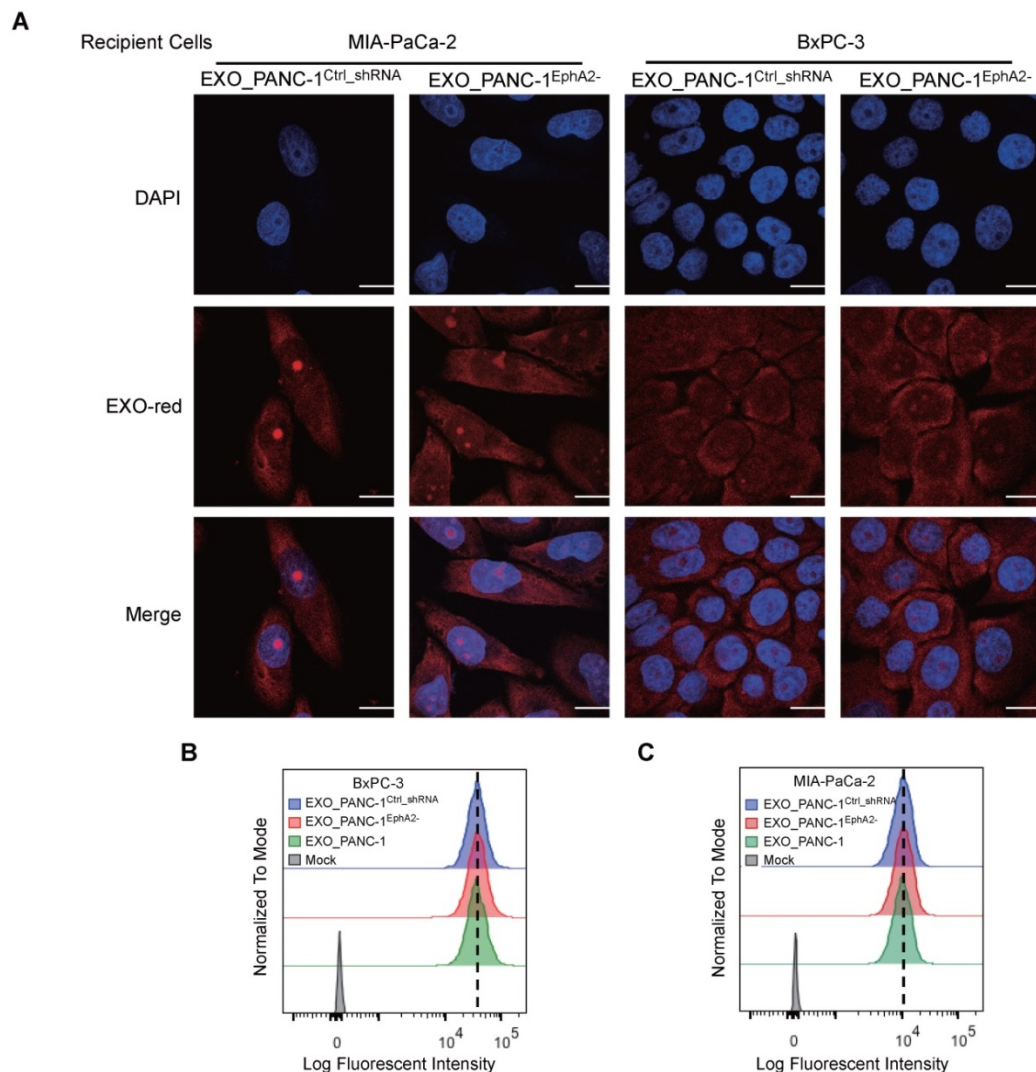 A
Recipient Cells
MIA-PaCa-2
BxPC-3
EXO_PANC-1Ctrl_shRNA
EXO_PANC-1EphA2-
EXO_PANC-1Ctrl_shRNA
EXO_PANC-1EphA2-
DAPI
EXO-red
Merge
B
BxPC-3
EXO_PANC-1Ctrl_shRNA
EXO_PANC-1EphA2-
EXO_PANC-1
Mock
Normalized To Mode
0 10^4 10^5
Log Fluorescent Intensity
C
MIA-PaCa-2
EXO_PANC-1Ctrl_shRNA
EXO_PANC-1EphA2-
EXO_PANC-1
Mock
Normalized To Mode
0 10^4 10^5
Log Fluorescent Intensity